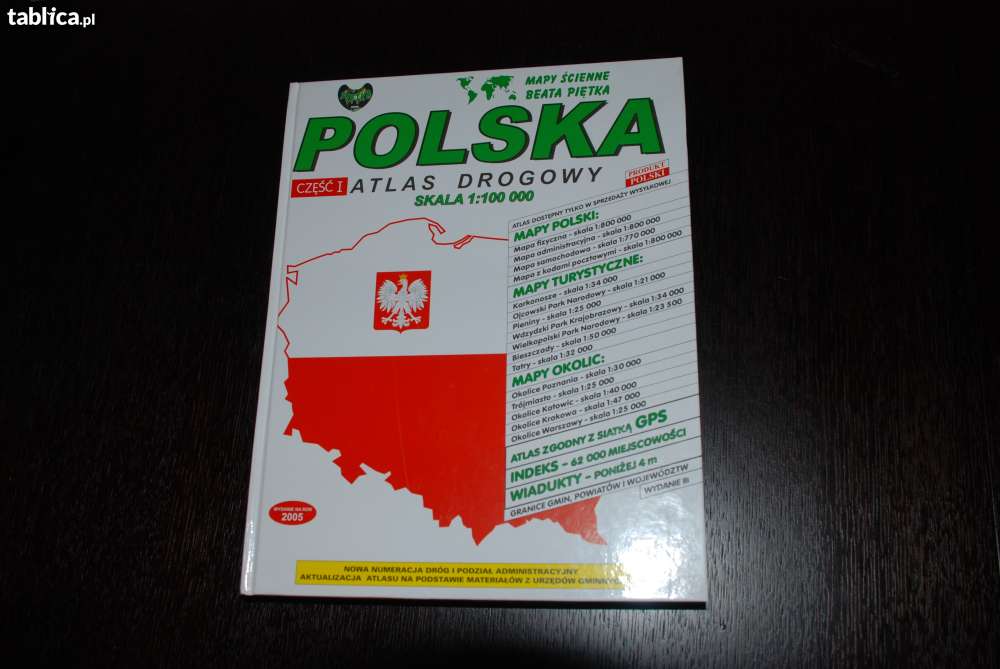 tablica.pl
MAPY ŚCIENNE
BEATA PIĘTKA
POLSKA
CZĘŚĆ I
ATLAS DROGOWY
PRODUKT
POLSKI
SKALA 1:100 000
ATLAS DOSTĘPNY TYLKO W SPRZEDAŻY WYSYŁKOWEJ
MAPY POLSKI:
Mapa fizyczna - skala 1:800 000
Mapa administracyjna - skala 1:800 000
Mapa samochodowa - skala 1:770 000
Mapa z kodami pocztowymi - skala 1:800 000
MAPY TURYSTYCZNE:
Karkonosze - skala 1:34 000
Ojcowski Park Narodowy - skala 1:21 000
Pieniny - skala 1:25 000
Wdzydzki Park Krajobrazowy - skala 1:34 000
Wielkopolski Park Narodowy - skala 1:23 500
Bieszczady - skala 1:50 000
Tatry - skala 1:32 000
MAPY OKOLIC:
Okolice Poznania - skala 1:30 000
Trójmiasto - skala 1:25 000
Okolice Katowic - skala 1:40 000
Okolice Krakowa - skala 1:47 000
Okolice Warszawy - skala 1:25 000
ATLAS ZGODNY Z SIATKĄ GPS
INDEKS - 62 000 MIEJSCOWOŚCI
WIADUKTY - PONIŻEJ 4 m
GRANICE GMIN, POWIATÓW I WOJEWÓDZTW
WYDANIE III
WYDANIE NA ROK
2005
NOWA NUMERACJA DRÓG I PODZIAŁ ADMINISTRACYJNY
AKTUALIZACJA ATLASU NA PODSTAWIE MATERIAŁÓW Z URZĘDÓW GMINNYCH